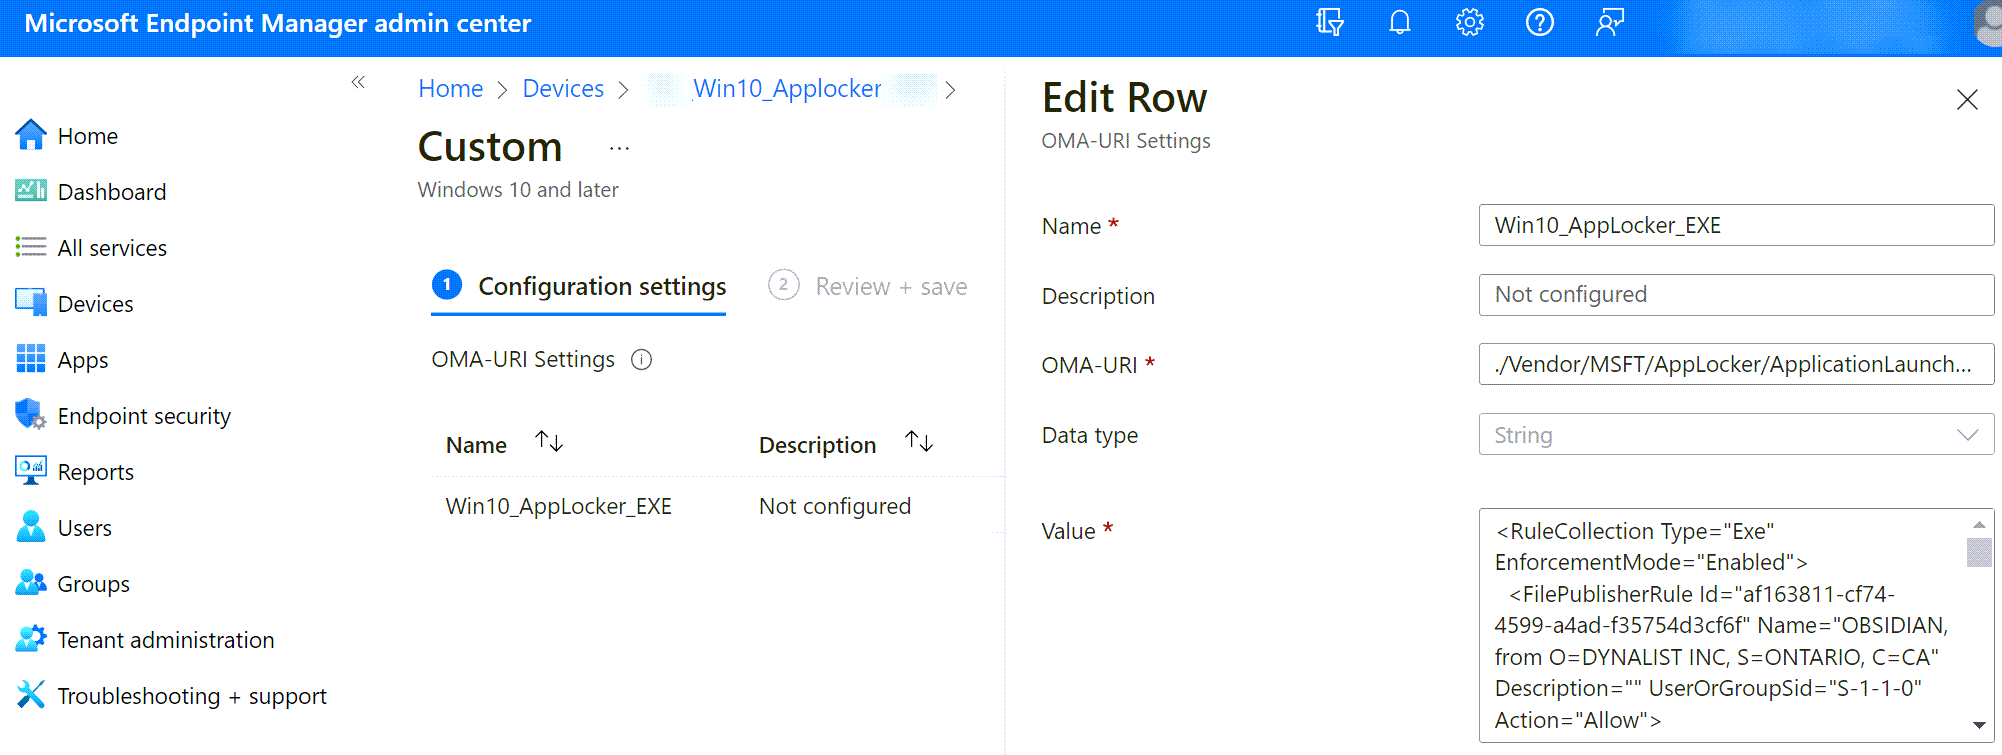 Microsoft Endpoint Manager admin center
Home
Dashboard
All services
Devices
Apps
Endpoint security
Reports
Users
Groups
Tenant administration
Troubleshooting + support
Home > Devices > _Win10_Applocker >
Custom ...
Windows 10 and later
1 Configuration settings 2 Review + save
OMA-URI Settings
Name Description
Win10_AppLocker_EXE Not configured
Edit Row
OMA-URI Settings
Name * Win10_AppLocker_EXE
Description Not configured
OMA-URI * ./Vendor/MSFT/AppLocker/ApplicationLaunch...
Data type String
Value *
<RuleCollection Type="Exe"
EnforcementMode="Enabled">
<FilePublisherRule Id="af163811-cf74-
4599-a4ad-f35754d3cf6f" Name="OBSIDIAN,
from O=DYNALIST INC, S=ONTARIO, C=CA"
Description="" UserOrGroupSid="S-1-1-0"
Action="Allow">